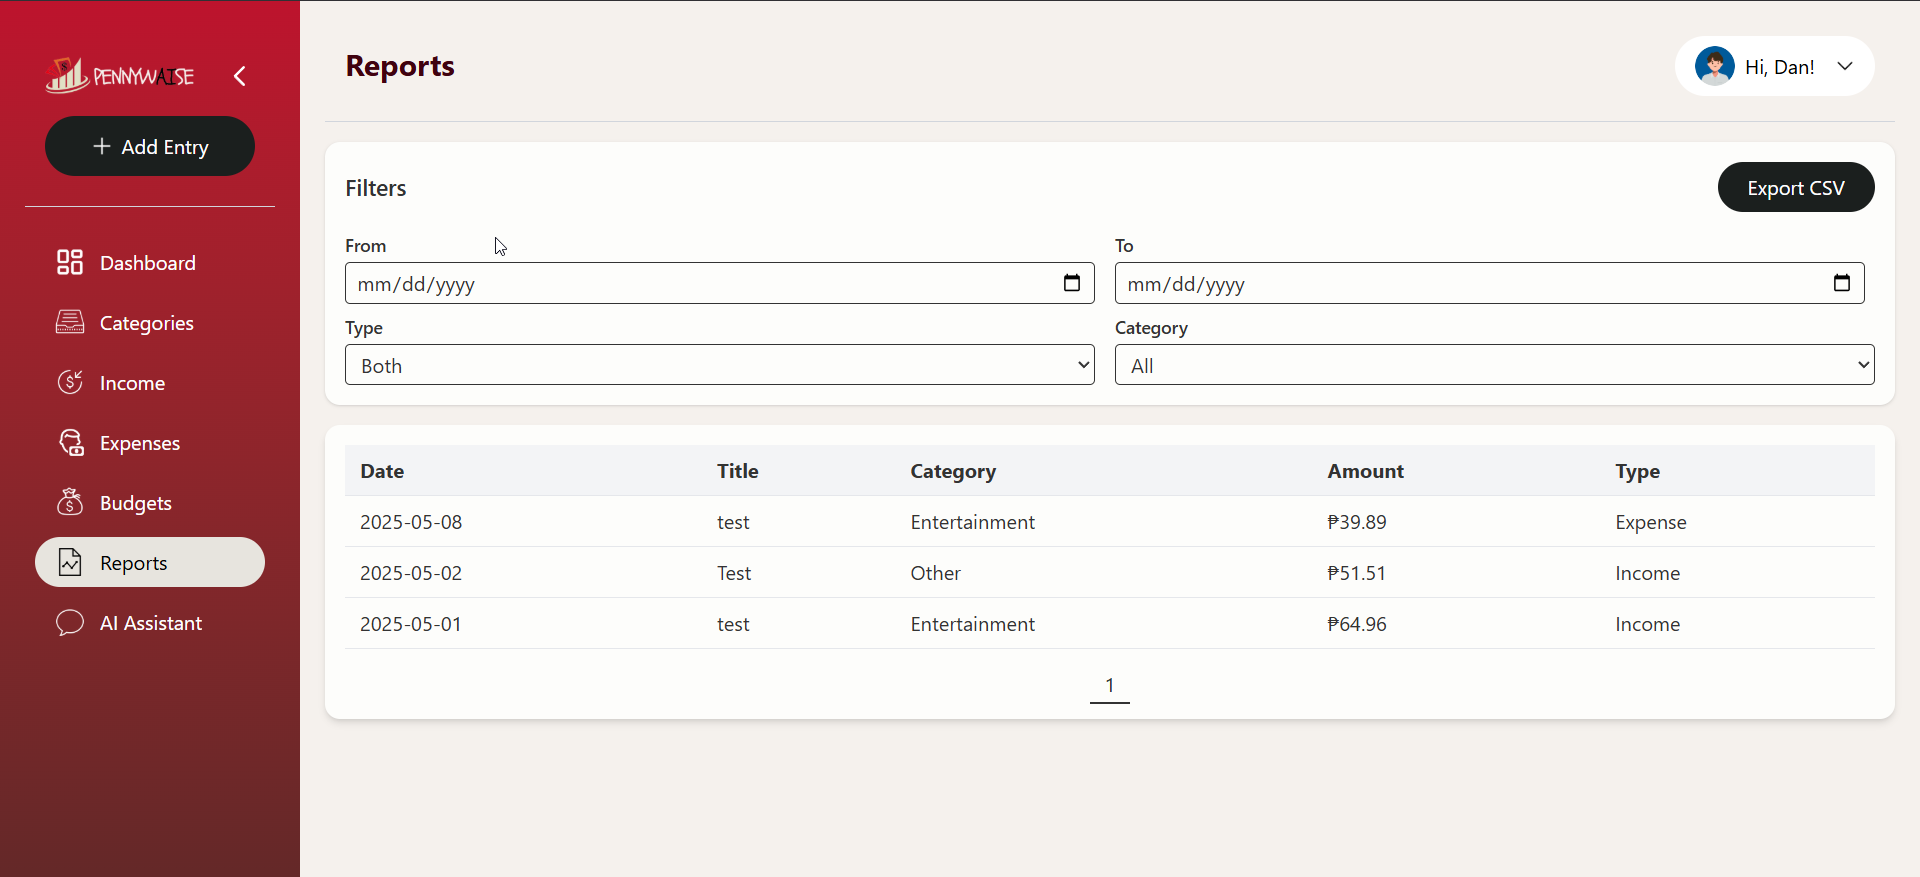 PENNYWAISE
Add Entry
Dashboard
Categories
Income
Expenses
Budgets
Reports
AI Assistant
Reports
Hi, Dan!
Filters
Export CSV
From To
mm/dd/yyyy mm/dd/yyyy
Type Category
Both All
Date Title Category Amount Type
2025-05-08 test Entertainment ₱39.89 Expense
2025-05-02 Test Other ₱51.51 Income
2025-05-01 test Entertainment ₱64.96 Income
1